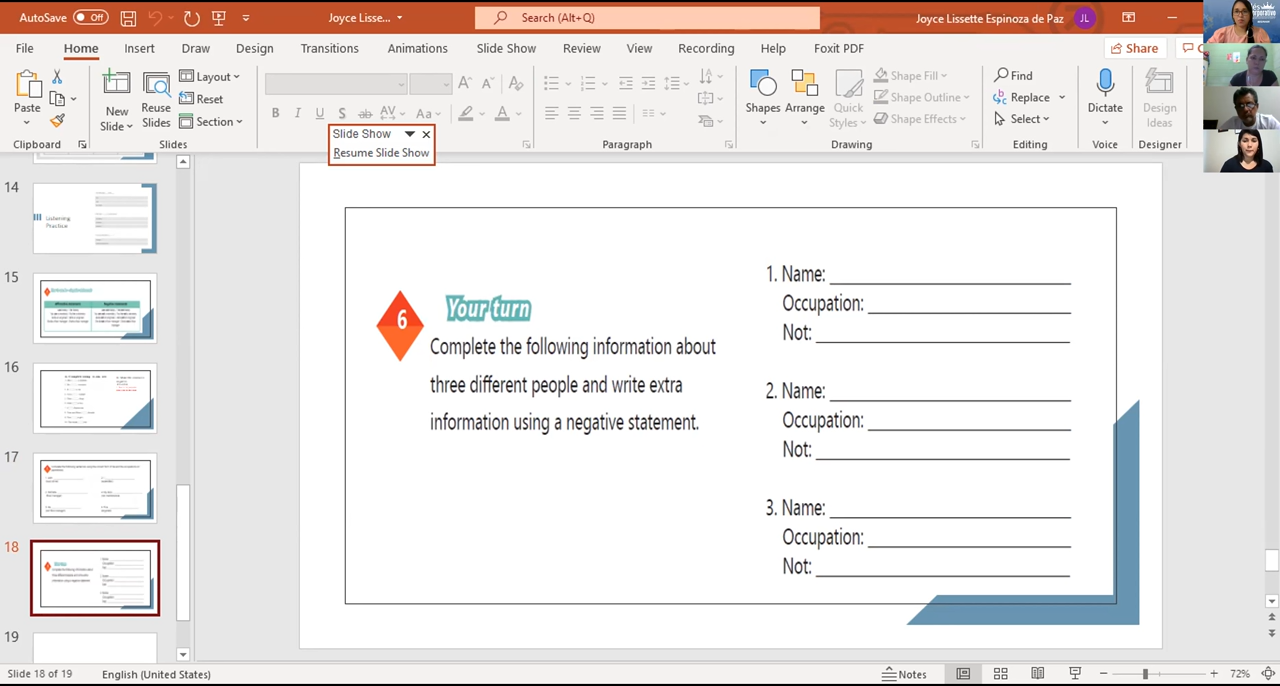 AutoSave Off
Joyce Lisse...
Search (Alt+Q)
Joyce Lissette Espinoza de Paz
JL
File Home Insert Draw Design Transitions Animations Slide Show Review View Recording Help Foxit PDF
Share
Paste
New Slide
Reuse Slides
Layout
Reset
Section
B I U S ab AV Aa A
Shapes
Arrange
Quick Styles
Shape Fill
Shape Outline
Shape Effects
Find
Replace
Select
Dictate
Design Ideas
Clipboard
Slides
Paragraph
Drawing
Editing
Voice
Designer
Slide Show
Resume Slide Show
14
Listening
Practice
15
16
17
18
19
6
Your turn
Complete the following information about
three different people and write extra
information using a negative statement.
1. Name:
Occupation:
Not:
2. Name:
Occupation:
Not:
3. Name:
Occupation:
Not:
Slide 18 of 19
English (United States)
Notes
72%